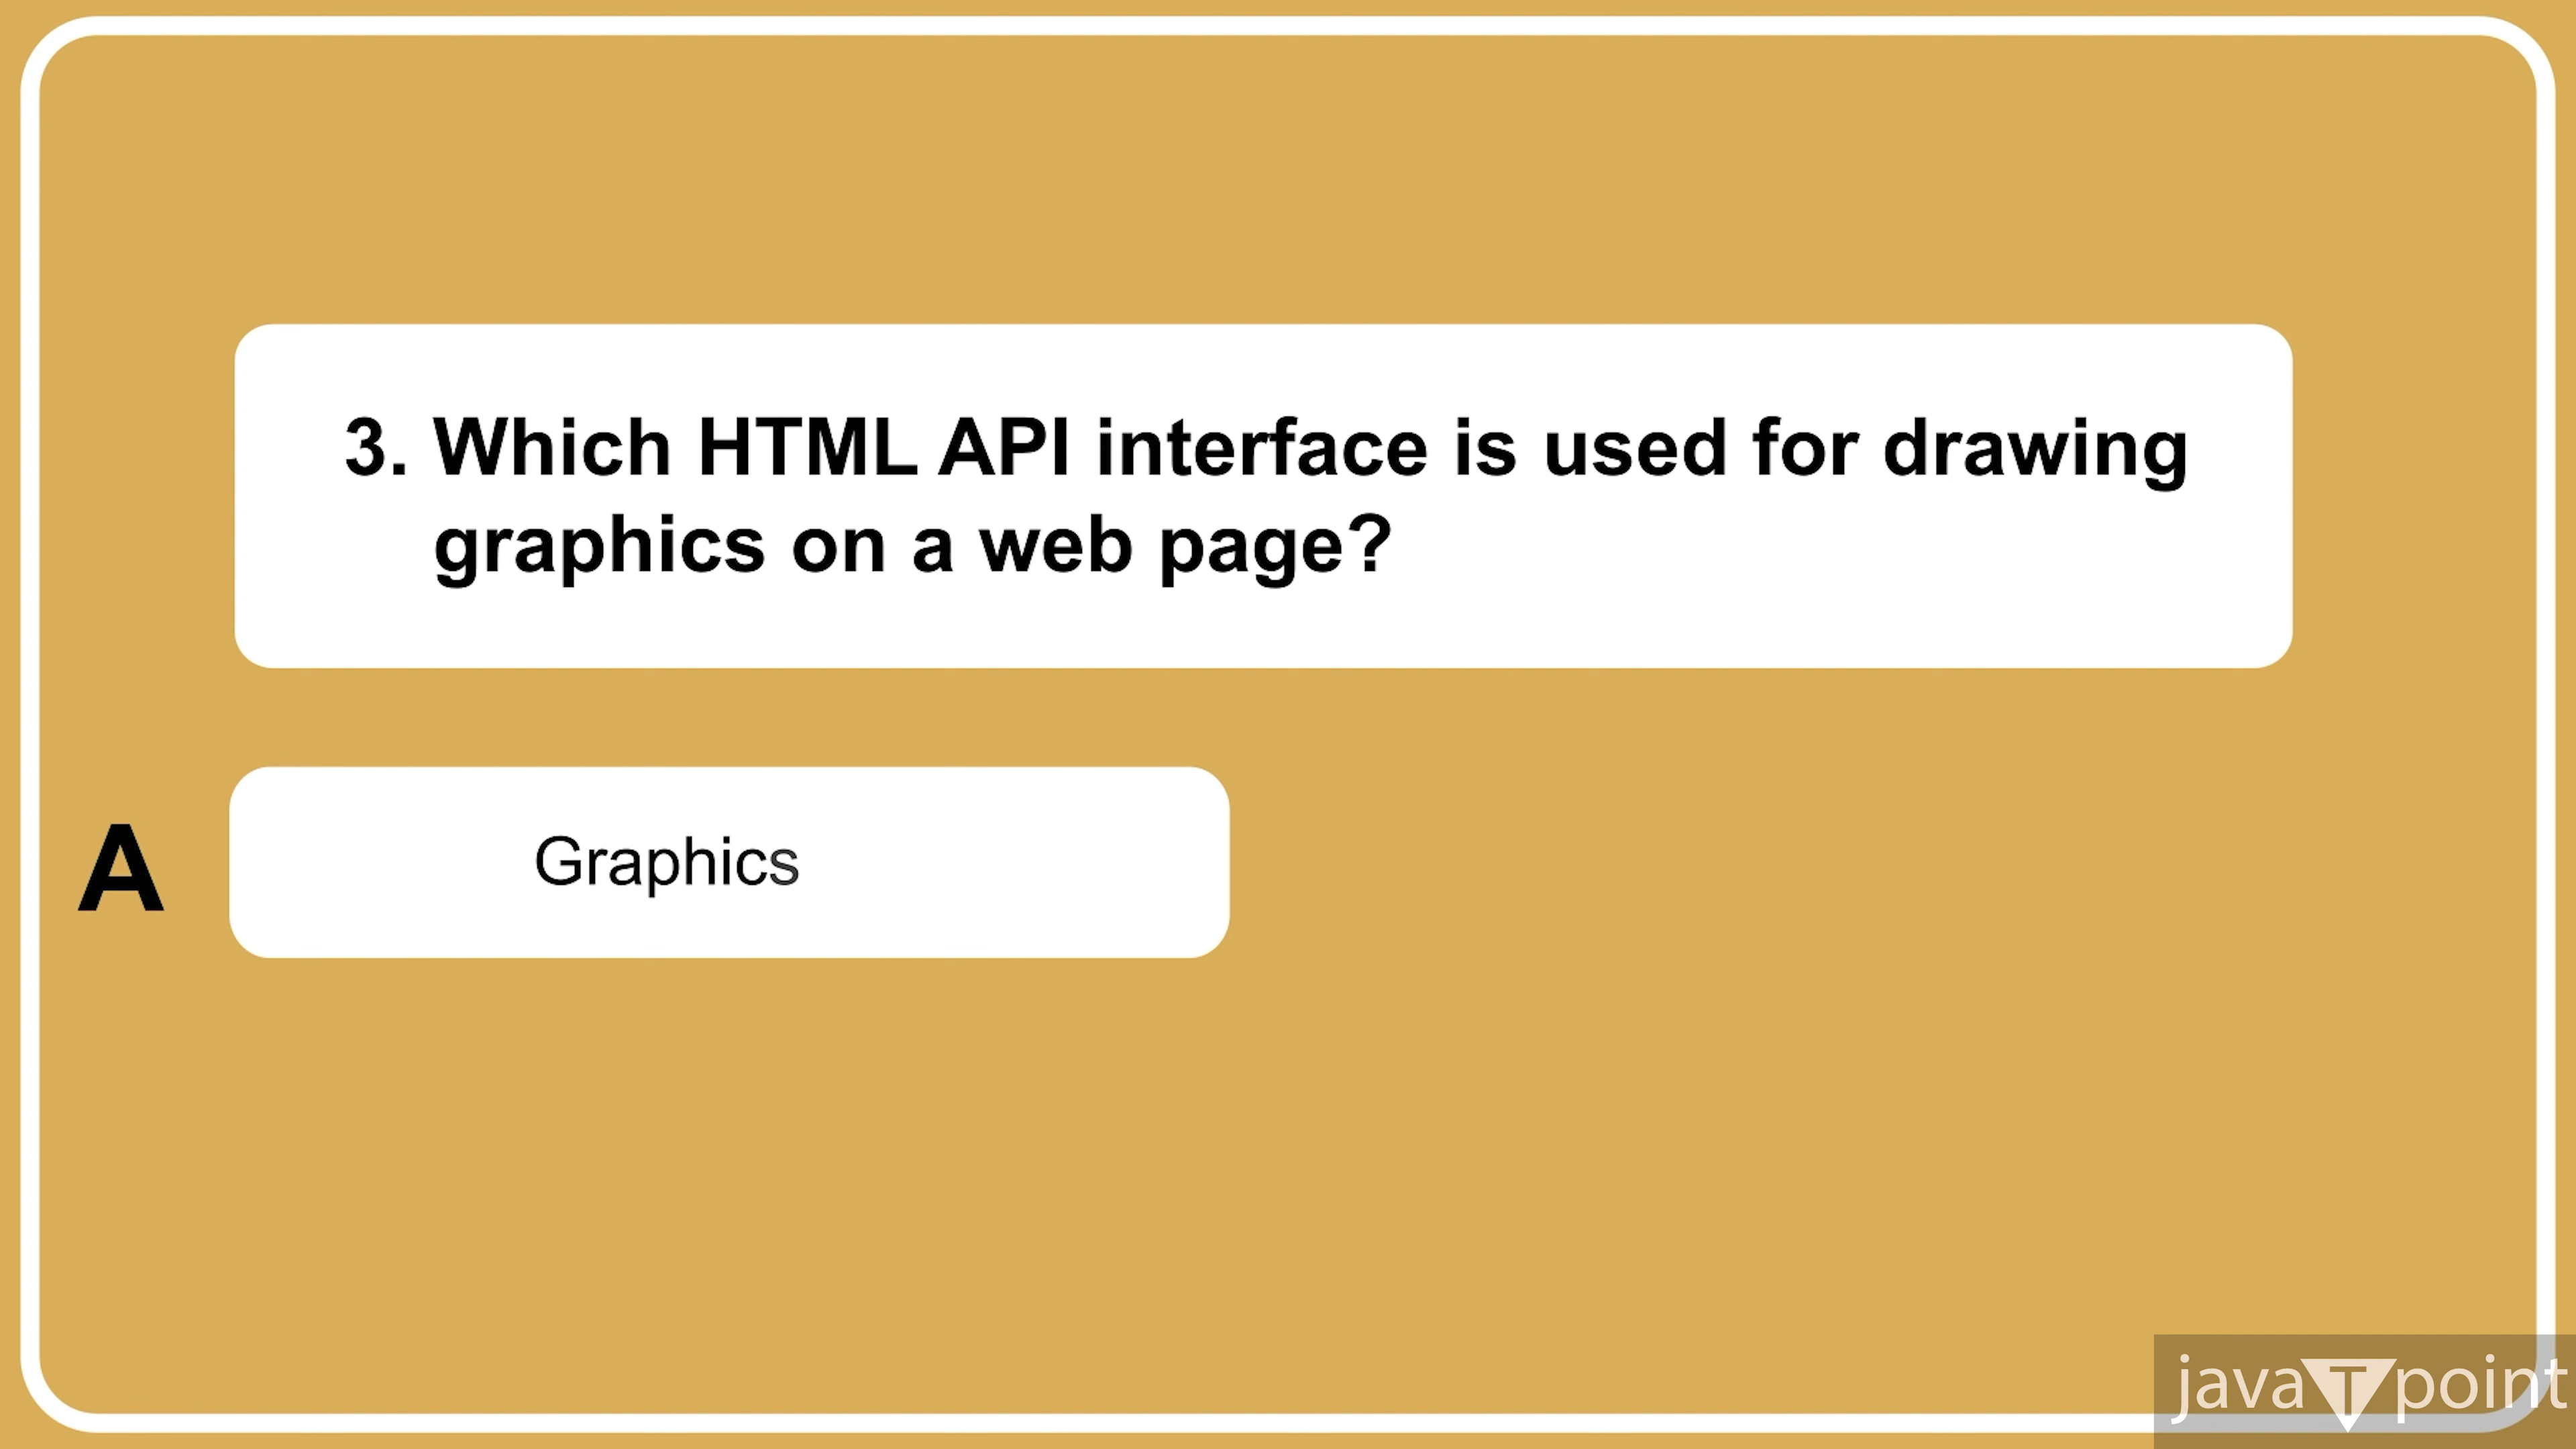 3. Which HTML API interface is used for drawing
graphics on a web page?
A
Graphics
javaTpoint